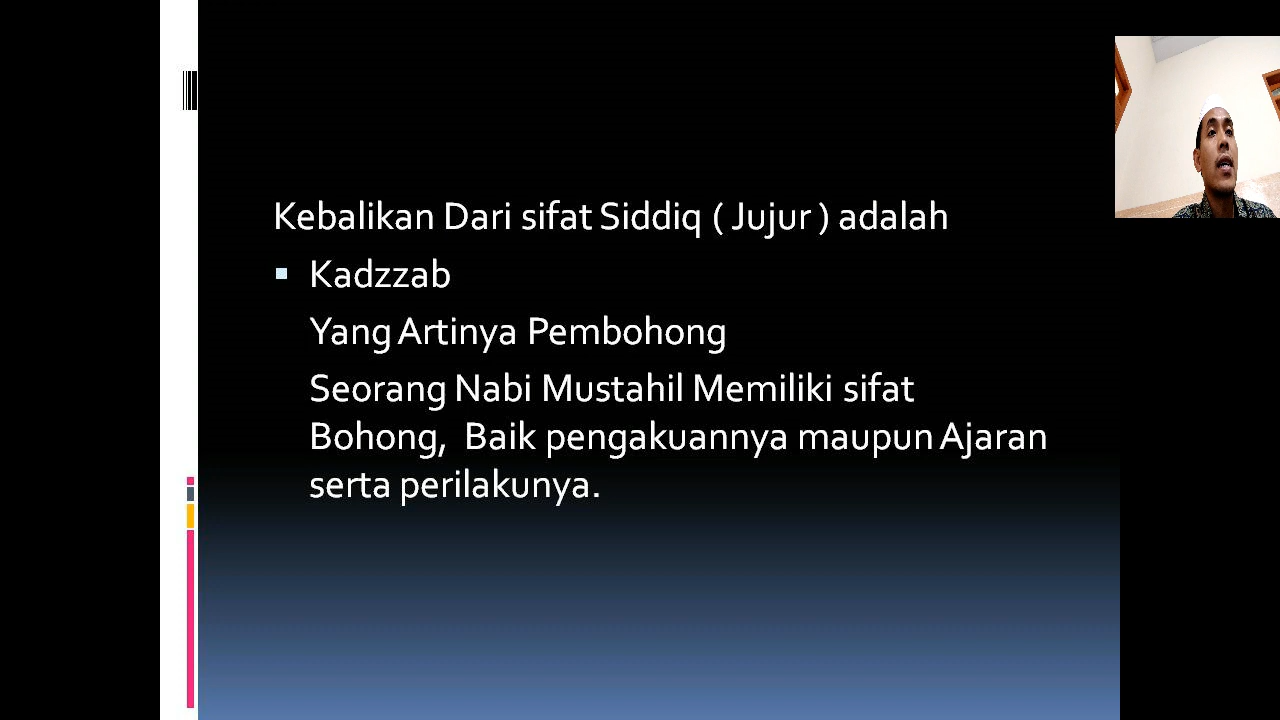 Kebalikan Dari sifat Siddiq ( Jujur ) adalah
Kadzzab
Yang Artinya Pembohong
Seorang Nabi Mustahil Memiliki sifat
Bohong, Baik pengakuannya maupun Ajaran
serta perilakunya.